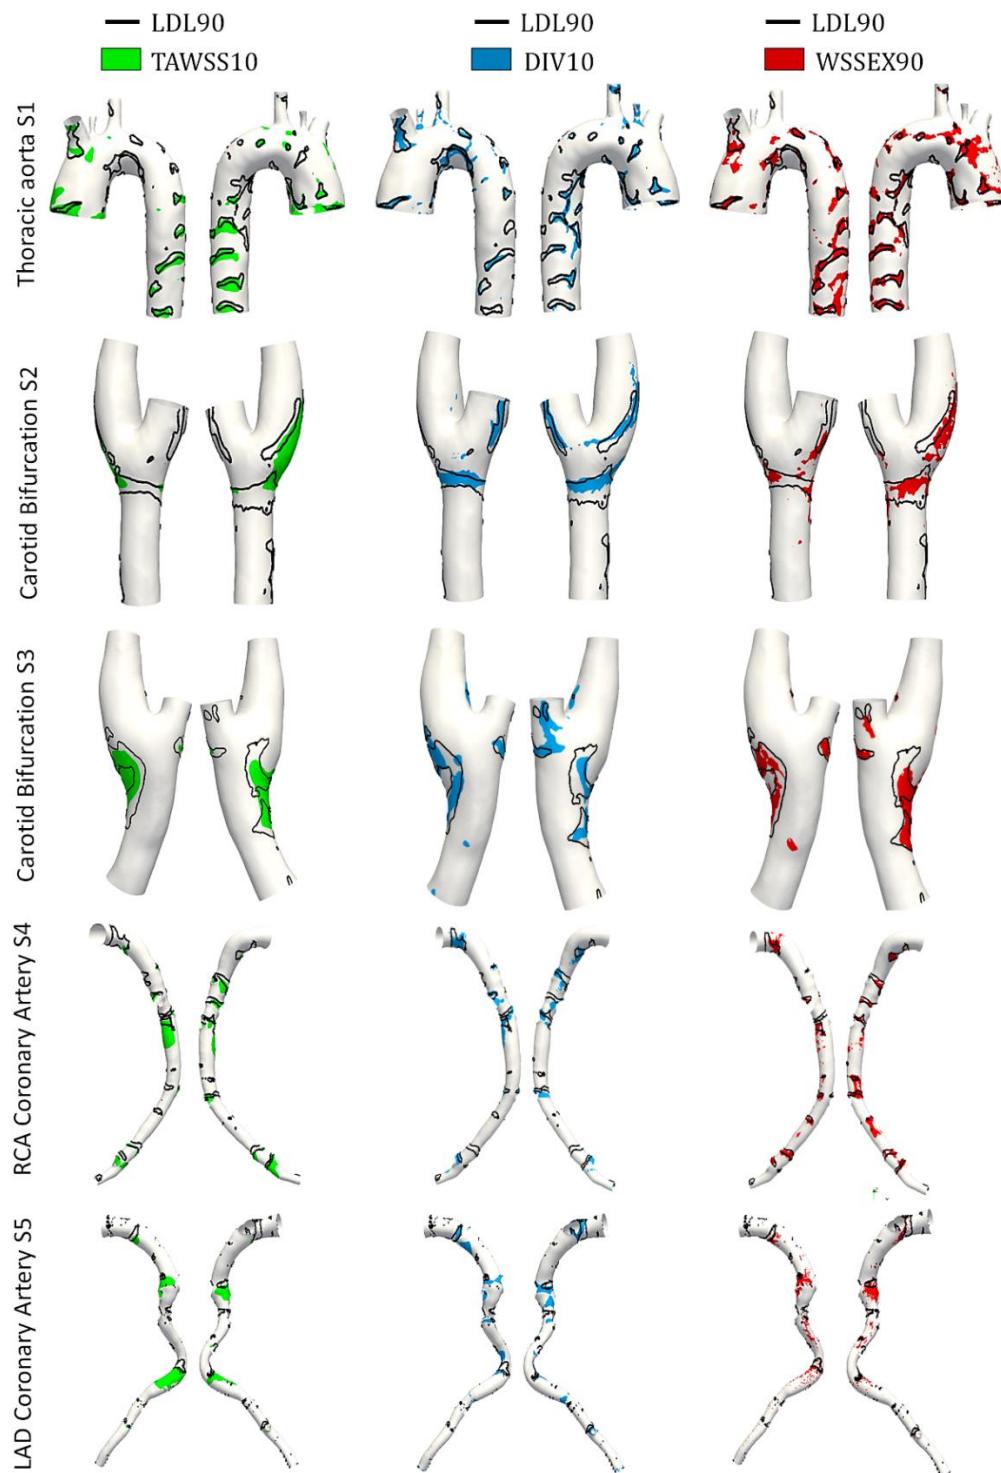 LDL90 LDL90 LDL90
TAWSS10 DIV10 WSSEX90
Thoracic aorta S1
Carotid Bifurcation S2
Carotid Bifurcation S3
RCA Coronary Artery S4
LAD Coronary Artery S5